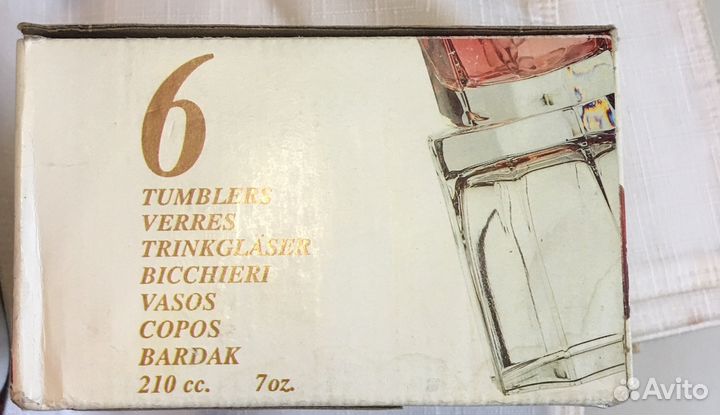 6
TUMBLERS
VERRES
TRINKGLÄSER
BICCHIERI
VASOS
COPOS
BARDAK
210 cc. 7oz.
Avito